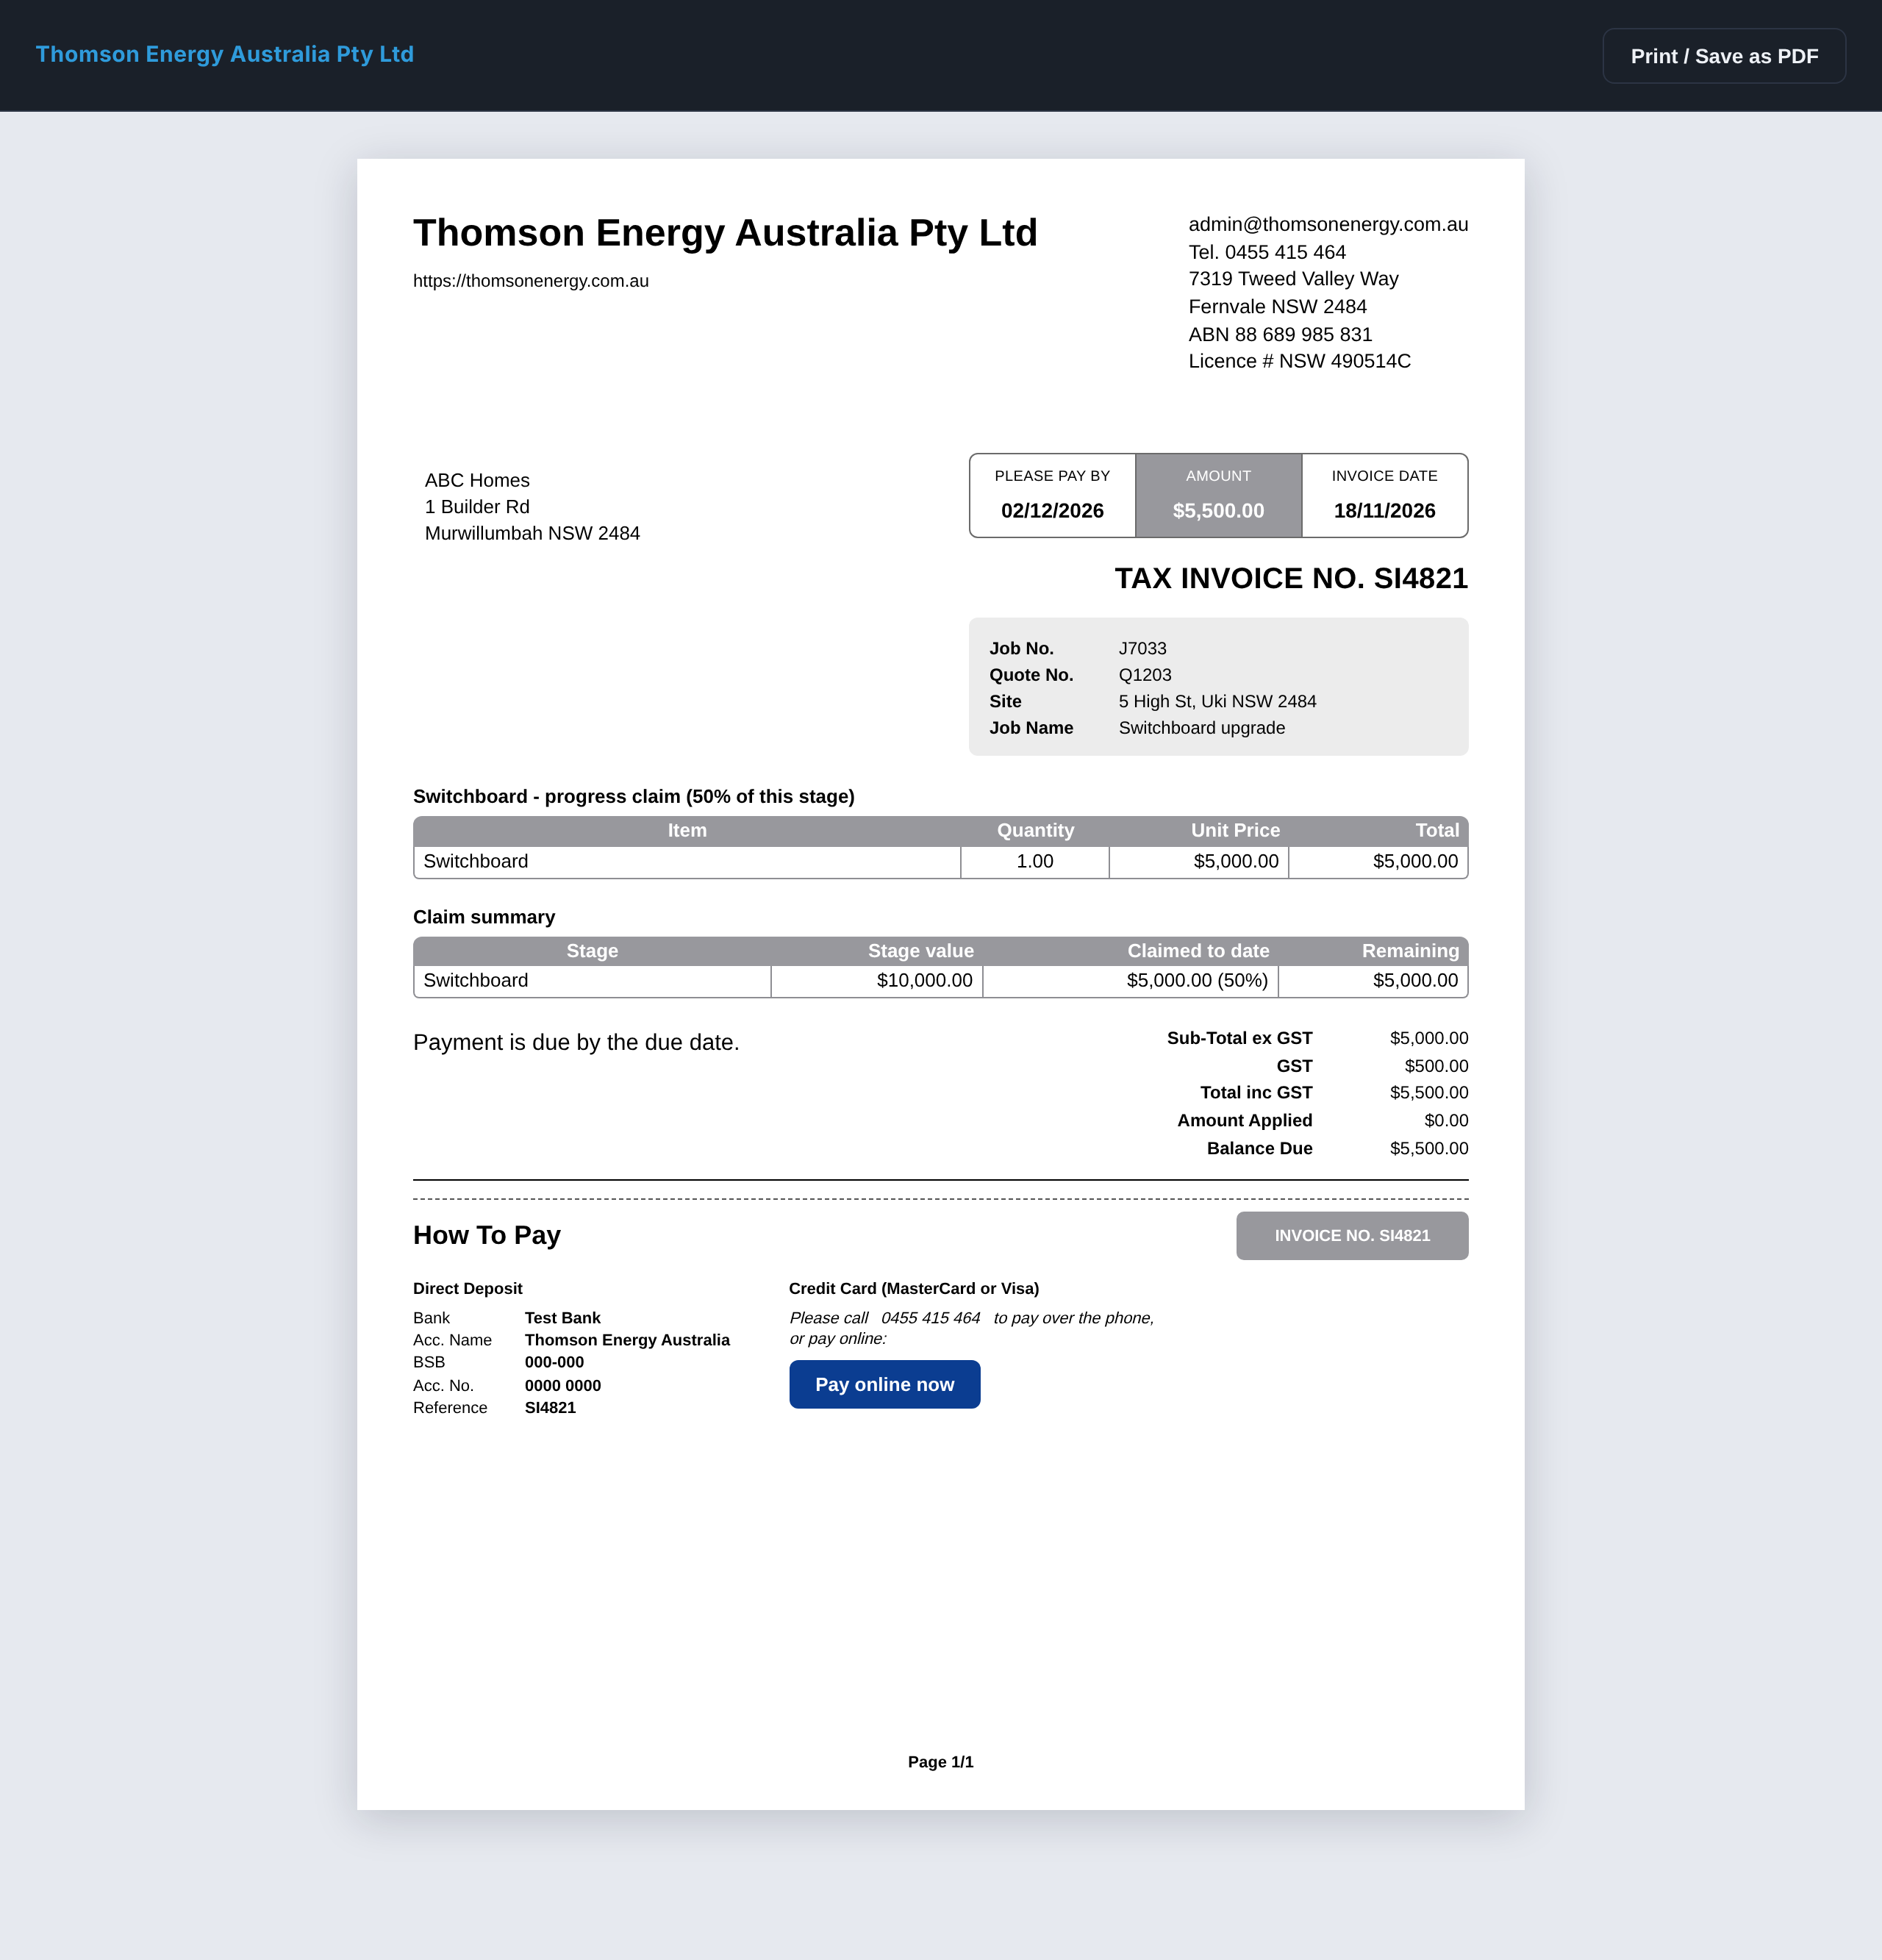 Thomson Energy Australia Pty Ltd
Print / Save as PDF
Thomson Energy Australia Pty Ltd
https://thomsonenergy.com.au
admin@thomsonenergy.com.au
Tel. 0455 415 464
7319 Tweed Valley Way
Fernvale NSW 2484
ABN 88 689 985 831
Licence # NSW 490514C
ABC Homes
1 Builder Rd
Murwillumbah NSW 2484
PLEASE PAY BY AMOUNT INVOICE DATE
02/12/2026 $5,500.00 18/11/2026
TAX INVOICE NO. SI4821
Job No. J7033
Quote No. Q1203
Site 5 High St, Uki NSW 2484
Job Name Switchboard upgrade
Switchboard - progress claim (50% of this stage)
Item Quantity Unit Price Total
Switchboard 1.00 $5,000.00 $5,000.00
Claim summary
Stage Stage value Claimed to date Remaining
Switchboard $10,000.00 $5,000.00 (50%) $5,000.00
Payment is due by the due date.
Sub-Total ex GST $5,000.00
GST $500.00
Total inc GST $5,500.00
Amount Applied $0.00
Balance Due $5,500.00
How To Pay
INVOICE NO. SI4821
Direct Deposit
Bank Test Bank
Acc. Name Thomson Energy Australia
BSB 000-000
Acc. No. 0000 0000
Reference SI4821
Credit Card (MasterCard or Visa)
Please call 0455 415 464 to pay over the phone,
or pay online:
Pay online now
Page 1/1